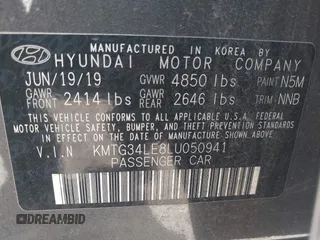 MANUFACTURED IN KOREA BY
HYUNDAI MOTOR COMPANY
JUN/19/19 GVWR 4850 lbs PAINT N5M
GAWR FRONT 2414 lbs GAWR REAR 2646 lbs TRIM NNB
THIS VEHICLE CONFORMS TO ALL APPLICABLE
U.S. FEDERAL MOTOR VEHICLE SAFETY, BUMPER,
AND THEFT PREVENTION STANDARDS IN EFFECT ON
THE DATE OF MANUFACTURE SHOWN ABOVE.
V.I.N KMTG34LE8LU050941
PASSENGER CAR
DAMAGED BID